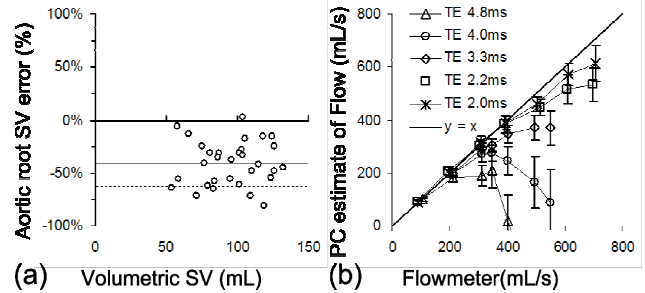 Aortic root SV error (%)
100%
50%
0%
-50%
-100%
0
50
100
150
(a)
Volumetric SV (mL)
PC estimate of Flow (mL/s)
800
600
400
200
0
TE 4.8ms
TE 4.0ms
TE 3.3ms
TE 2.2ms
TE 2.0ms
y = x
0
200
400
600
800
(b)
Flowmeter(mL/s)